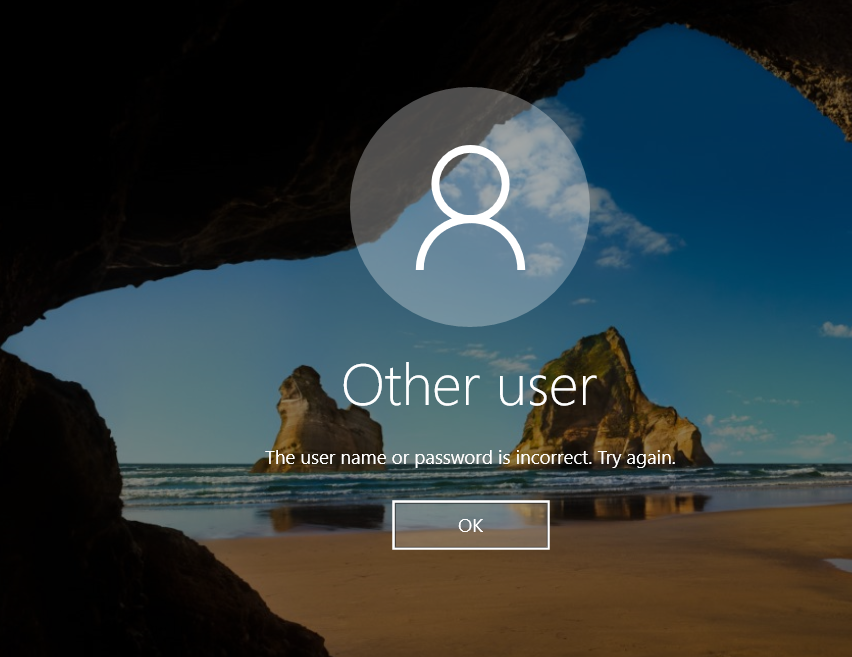 Other user
The user name or password is incorrect. Try again.
OK